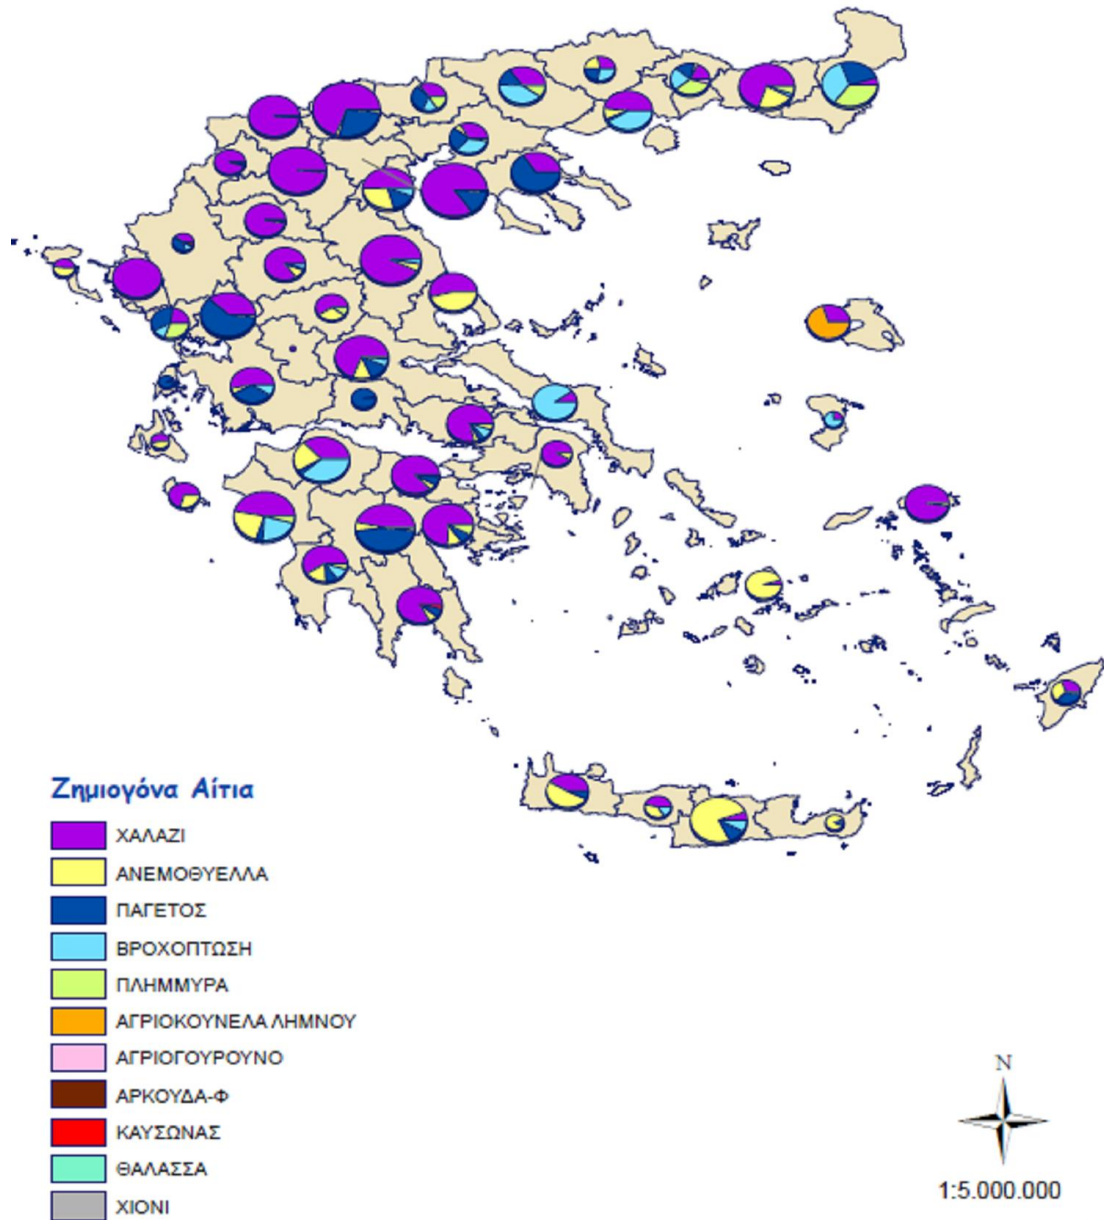 Ζημιογόνα Αίτια
ΧΑΛΑΖΙ
ΑΝΕΜΟΘΥΕΛΛΑ
ΠΑΓΕΤΟΣ
ΒΡΟΧΟΠΤΩΣΗ
ΠΛΗΜΜΥΡΑ
ΑΓΡΙΟΚΟΥΝΕΛΑ ΛΗΜΝΟΥ
ΑΓΡΙΟΓΟΥΡΟΥΝΟ
ΑΡΚΟΥΔΑ-Φ
ΚΑΥΣΩΝΑΣ
ΘΑΛΑΣΣΑ
ΧΙΟΝΙ
N
1:5.000.000